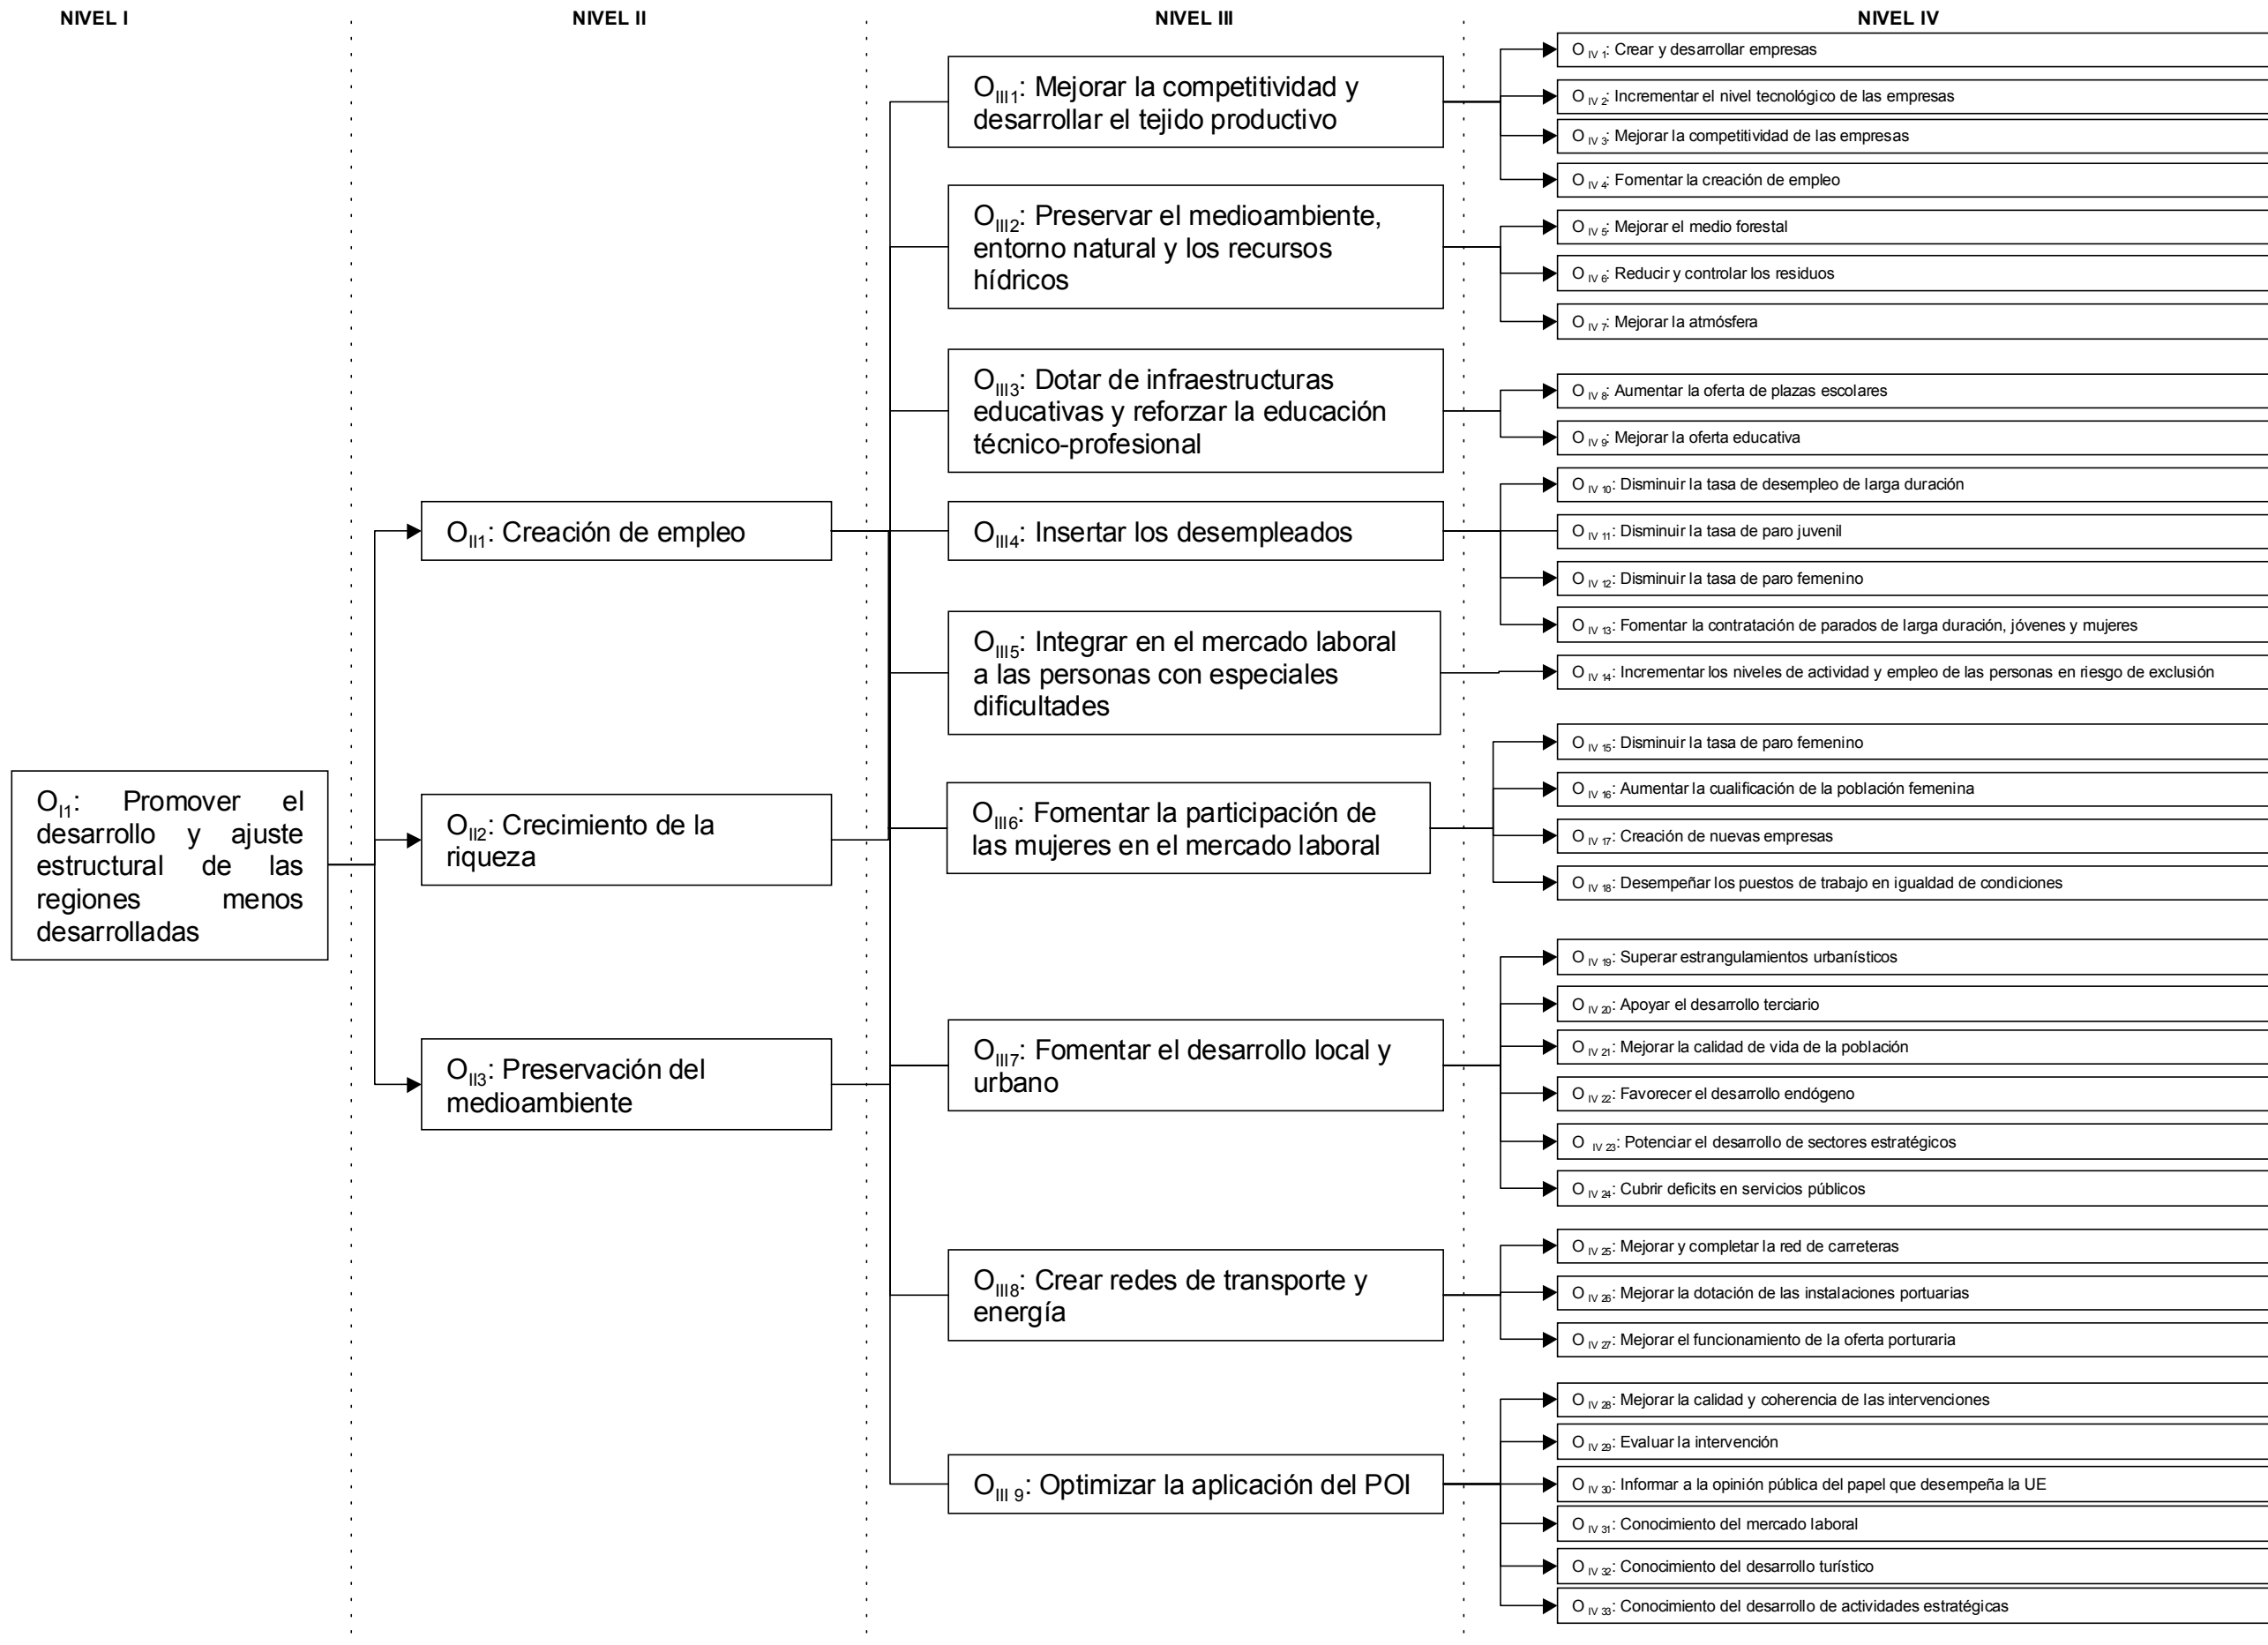 NIVEL I
NIVEL II
NIVEL III
NIVEL IV
O I1: Promover el
desarrollo y ajuste
estructural de las
regiones menos
desarrolladas
O II1: Creación de empleo
O II2: Crecimiento de la
riqueza
O II3: Preservación del
medioambiente
O III1: Mejorar la competitividad y
desarrollar el tejido productivo
O III2: Preservar el medioambiente,
entorno natural y los recursos
hídricos
O III3: Dotar de infraestructuras
educativas y reforzar la educación
técnico-profesional
O III4: Insertar los desempleados
O III5: Integrar en el mercado laboral
a las personas con especiales
dificultades
O III6: Fomentar la participación de
las mujeres en el mercado laboral
O III7: Fomentar el desarrollo local y
urbano
O III8: Crear redes de transporte y
energía
O III 9: Optimizar la aplicación del POI
O IV 1: Crear y desarrollar empresas
O IV 2: Incrementar el nivel tecnológico de las empresas
O IV 3: Mejorar la competitividad de las empresas
O IV 4: Fomentar la creación de empleo
O IV 5: Mejorar el medio forestal
O IV 6: Reducir y controlar los residuos
O IV 7: Mejorar la atmósfera
O IV 8: Aumentar la oferta de plazas escolares
O IV 9: Mejorar la oferta educativa
O IV 10: Disminuir la tasa de desempleo de larga duración
O IV 11: Disminuir la tasa de paro juvenil
O IV 12: Disminuir la tasa de paro femenino
O IV 13: Fomentar la contratación de parados de larga duración, jóvenes y mujeres
O IV 14: Incrementar los niveles de actividad y empleo de las personas en riesgo de exclusión
O IV 15: Disminuir la tasa de paro femenino
O IV 16: Aumentar la cualificación de la población femenina
O IV 17: Creación de nuevas empresas
O IV 18: Desempeñar los puestos de trabajo en igualdad de condiciones
O IV 19: Superar estrangulamientos urbanísticos
O IV 20: Apoyar el desarrollo terciario
O IV 21: Mejorar la calidad de vida de la población
O IV 22: Favorecer el desarrollo endógeno
O IV 23: Potenciar el desarrollo de sectores estratégicos
O IV 24: Cubrir deficits en servicios públicos
O IV 25: Mejorar y completar la red de carreteras
O IV 26: Mejorar la dotación de las instalaciones portuarias
O IV 27: Mejorar el funcionamiento de la oferta porturaria
O IV 28: Mejorar la calidad y coherencia de las intervenciones
O IV 29: Evaluar la intervención
O IV 30: Informar a la opinión pública del papel que desempeña la UE
O IV 31: Conocimiento del mercado laboral
O IV 32: Conocimiento del desarrollo turístico
O IV 33: Conocimiento del desarrollo de actividades estratégicas